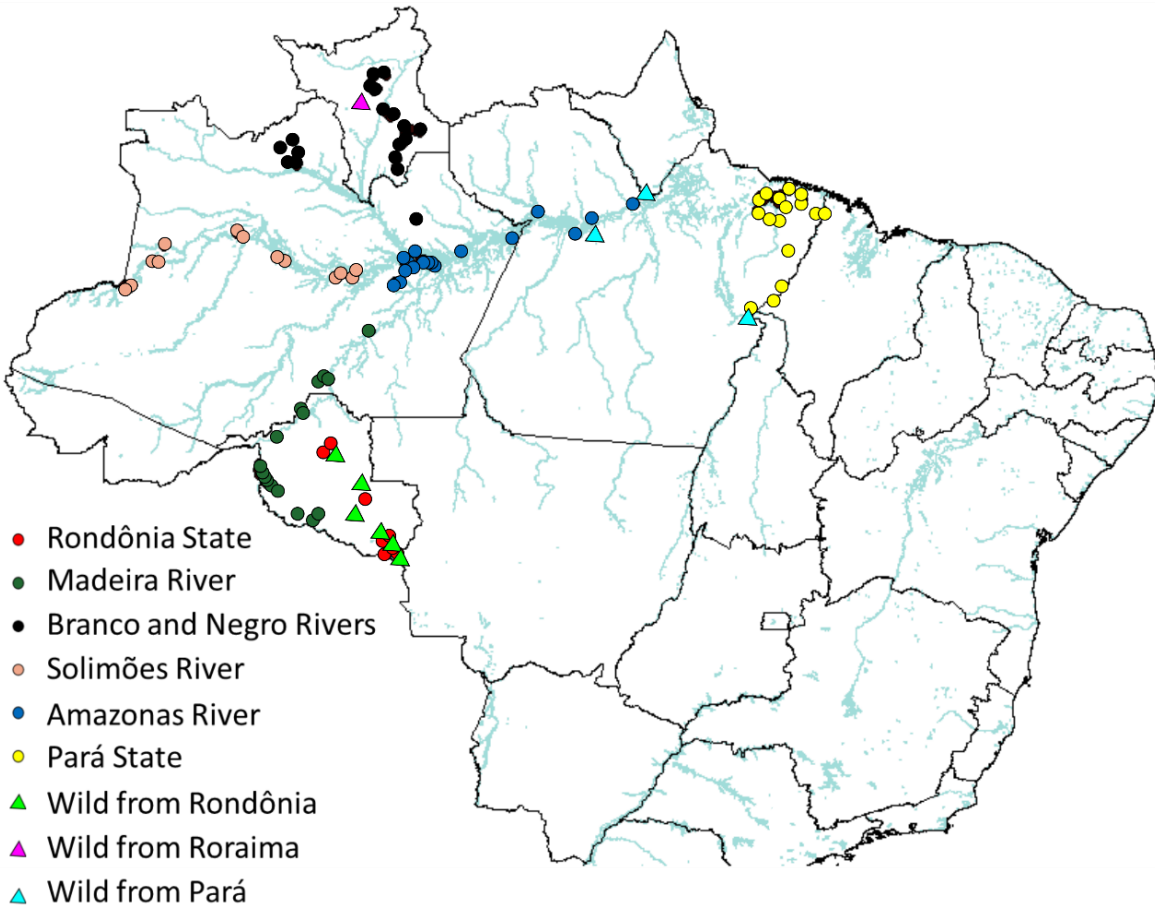 Rondônia State
Madeira River
Branco and Negro Rivers
Solimões River
Amazonas River
Pará State
Wild from Rondônia
Wild from Roraima
Wild from Pará